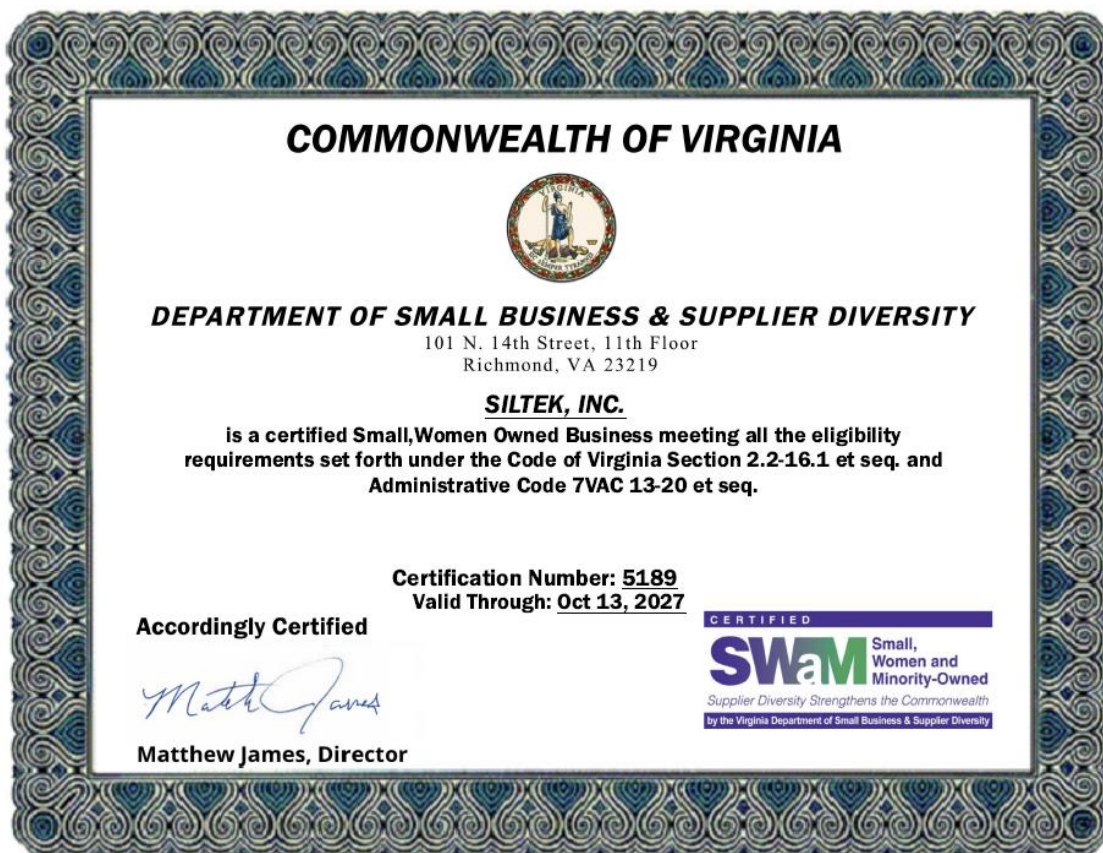 COMMONWEALTH OF VIRGINIA
VIRGINIA
SIC SEMPER TYRANNIS
DEPARTMENT OF SMALL BUSINESS & SUPPLIER DIVERSITY
101 N. 14th Street, 11th Floor
Richmond, VA 23219
SILTEK, INC.
is a certified Small,Women Owned Business meeting all the eligibility
requirements set forth under the Code of Virginia Section 2.2-16.1 et seq. and
Administrative Code 7VAC 13-20 et seq.
Certification Number: 5189
Valid Through: Oct 13, 2027
Accordingly Certified
Matthew James, Director
CERTIFIED
SWaM
Small,
Women and
Minority-Owned
Supplier Diversity Strengthens the Commonwealth
by the Virginia Department of Small Business & Supplier Diversity